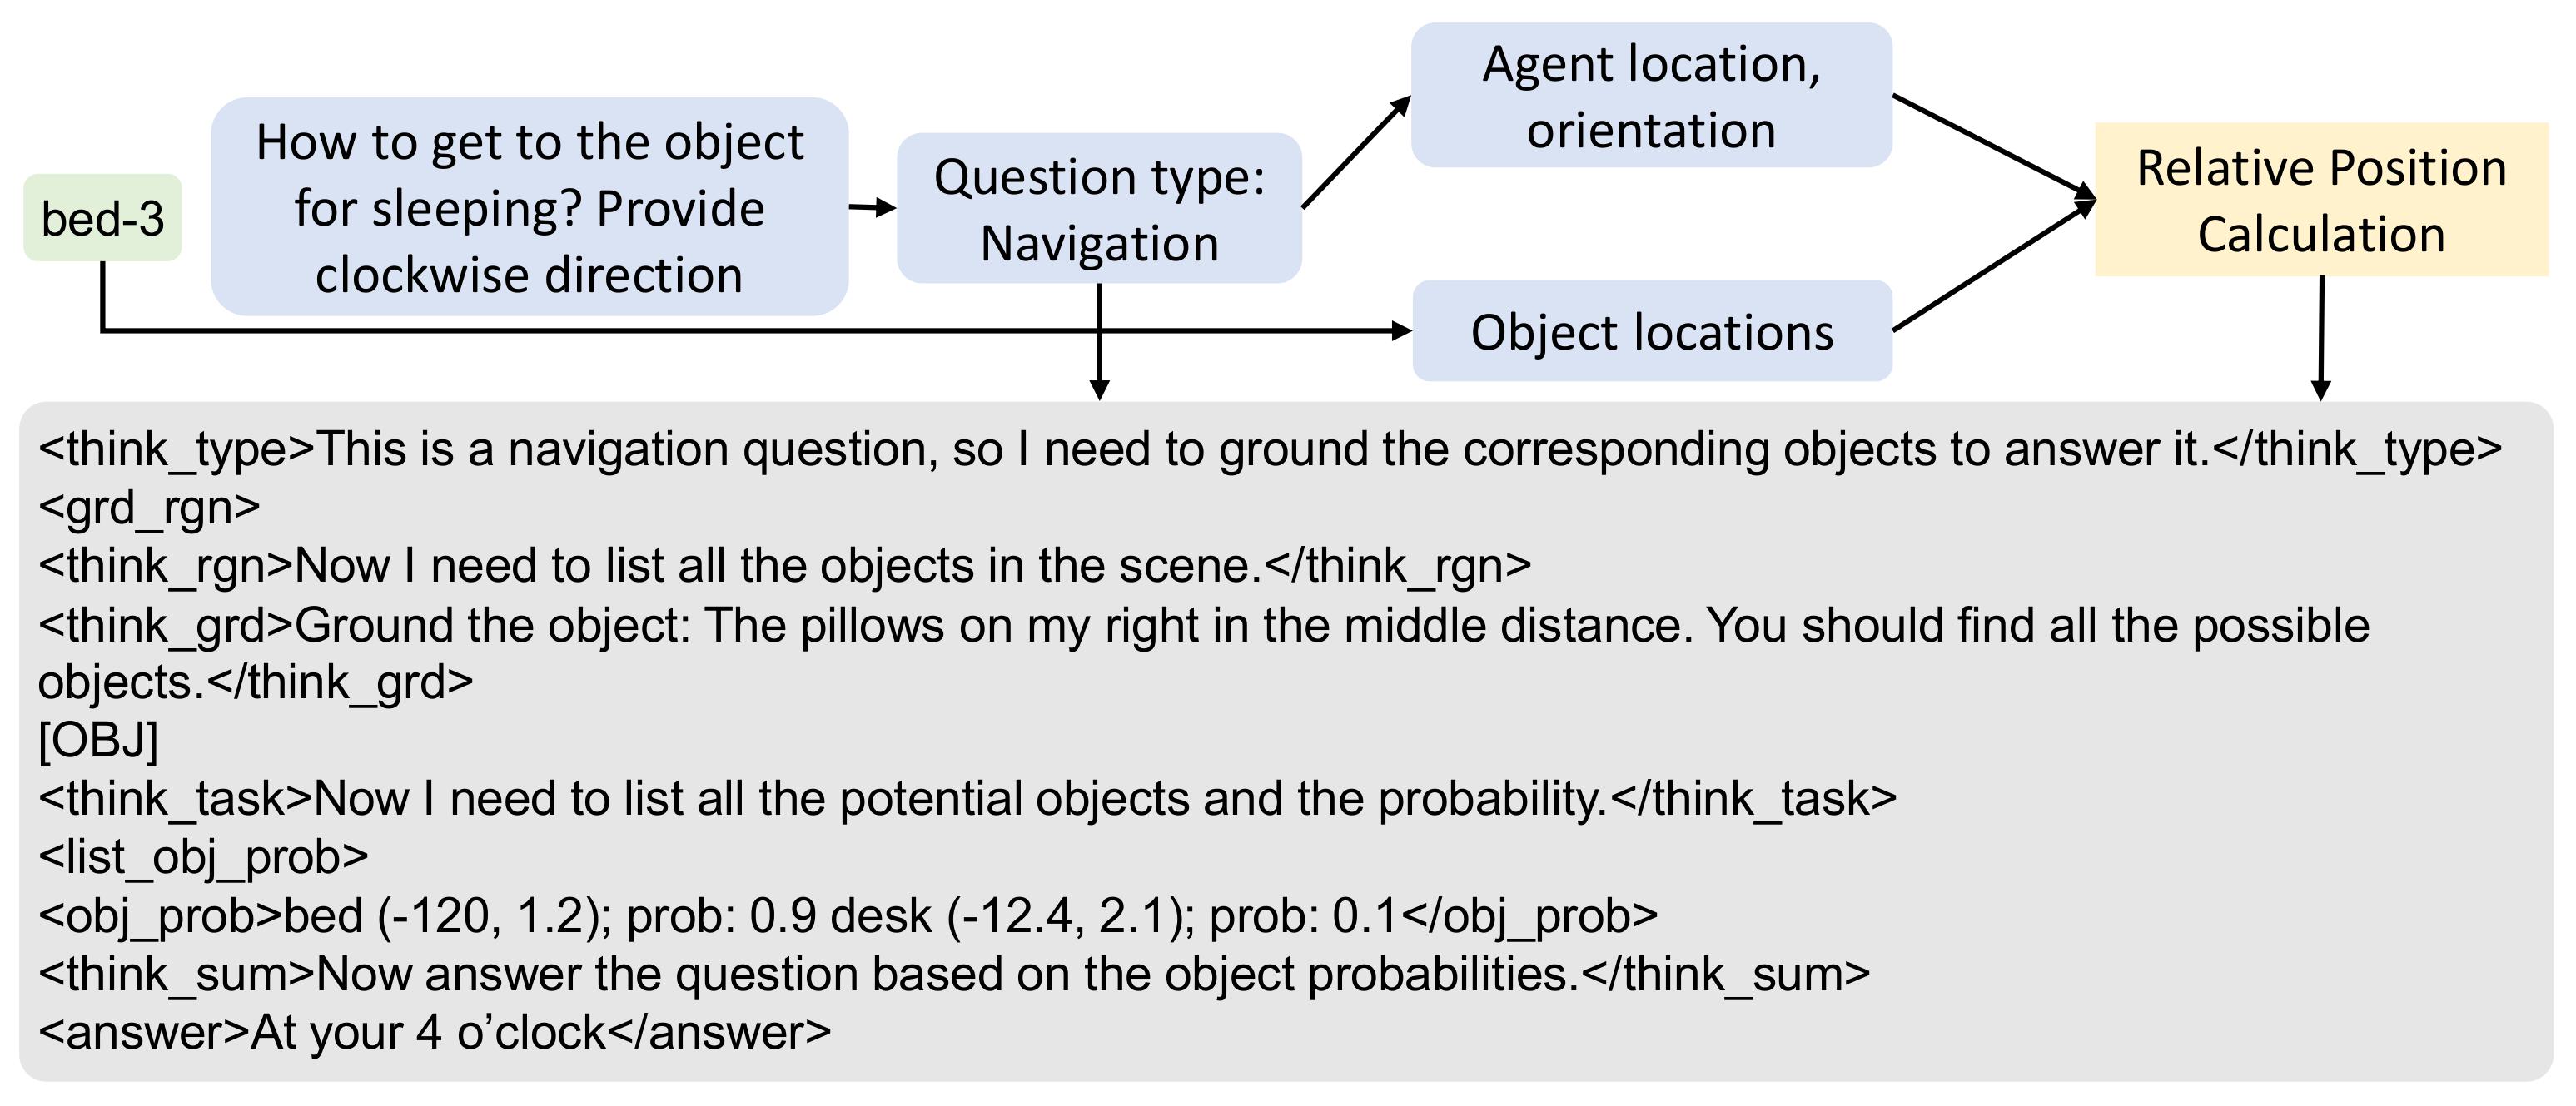 bed-3
How to get to the object
for sleeping? Provide
clockwise direction
Question type:
Navigation
Agent location,
orientation
Object locations
Relative Position
Calculation
<think_type>This is a navigation question, so I need to ground the corresponding objects to answer it.</think_type>
<grd_rgn>
<think_rgn>Now I need to list all the objects in the scene.</think_rgn>
<think_grd>Ground the object: The pillows on my right in the middle distance. You should find all the possible
objects.</think_grd>
[OBJ]
<think_task>Now I need to list all the potential objects and the probability.</think_task>
<list_obj_prob>
<obj_prob>bed (-120, 1.2); prob: 0.9 desk (-12.4, 2.1); prob: 0.1</obj_prob>
<think_sum>Now answer the question based on the object probabilities.</think_sum>
<answer>At your 4 o’clock</answer>